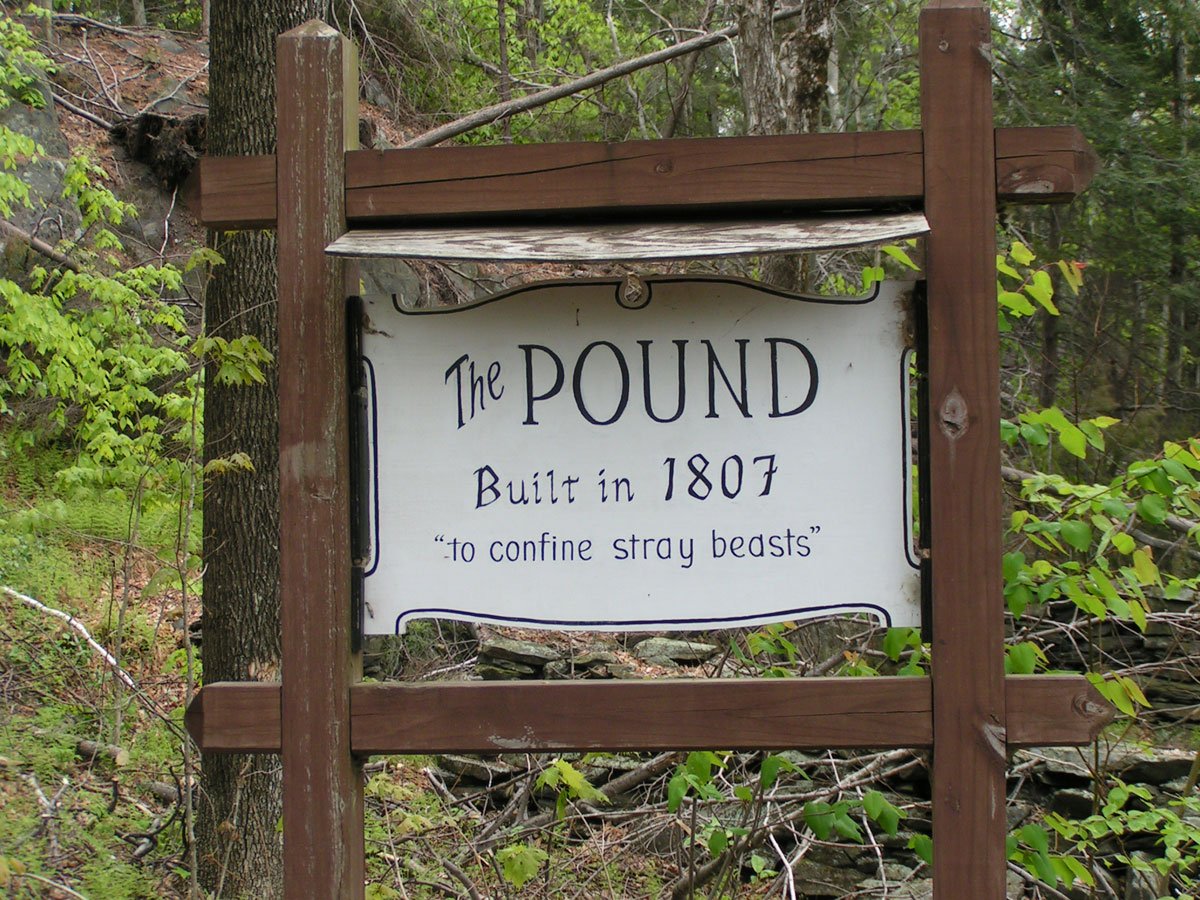 The POUND
Built in 1807
“to confine stray beasts”